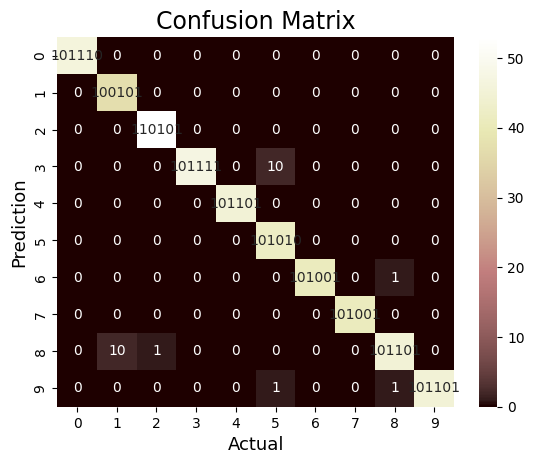 Confusion Matrix
0 101110 0 0 0 0 0 0 0 0 0
1 0 100101 0 0 0 0 0 0 0 0
2 0 0 110101 0 0 0 0 0 0 0
3 0 0 0 101111 0 10 0 0 0 0
4 0 0 0 0 101101 0 0 0 0 0
5 0 0 0 0 0 101010 0 0 0 0
6 0 0 0 0 0 0 101001 0 1 0
7 0 0 0 0 0 0 0 101001 0 0
8 0 10 1 0 0 0 0 0 101101 0
9 0 0 0 0 0 1 0 0 1 101101
0 1 2 3 4 5 6 7 8 9
Prediction
Actual
50
40
30
20
10
0